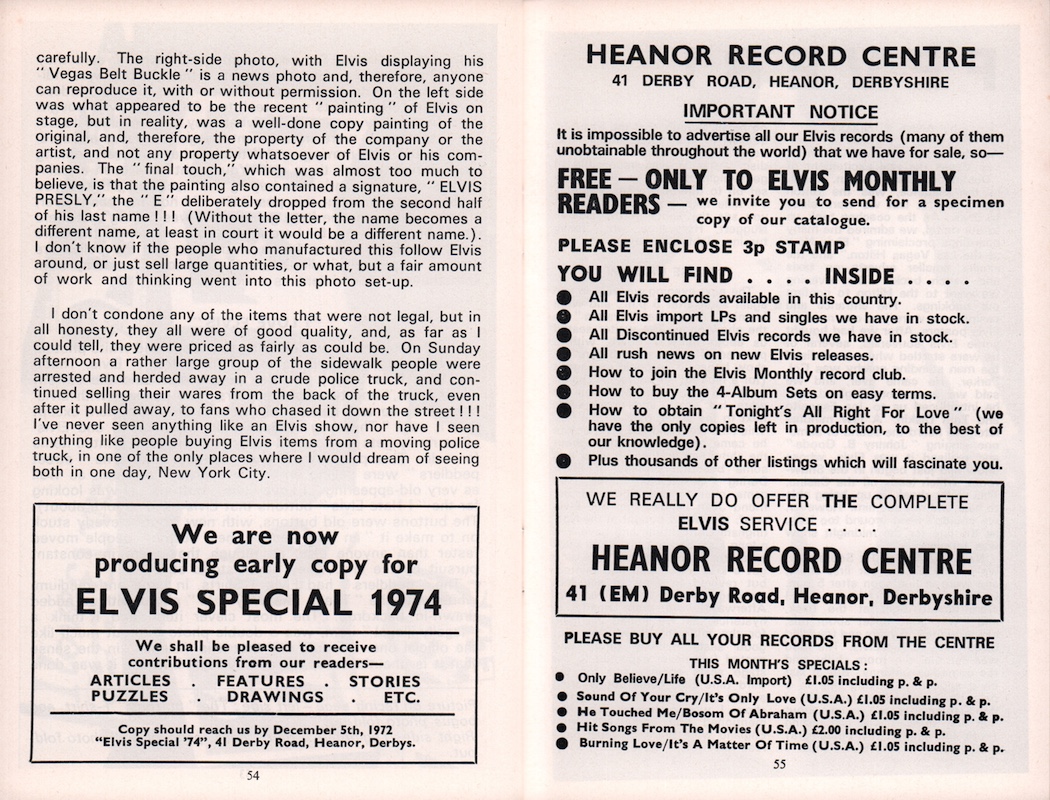 carefully. The right-side photo, with Elvis displaying his
"Vegas Belt Buckle" is a news photo and, therefore, anyone
can reproduce it, with or without permission. On the left side
was what appeared to be the recent "painting" of Elvis on
stage, but in reality, was a well-done copy painting of the
original, and, therefore, the property of the company or the
artist, and not any property whatsoever of Elvis or his com-
panies. The "final touch," which was almost too much to
believe, is that the painting also contained a signature, "ELVIS
PRESLY," the "E" deliberately dropped from the second half
of his last name!!! (Without the letter, the name becomes a
different name, at least in court it would be a different name.).
I don't know if the people who manufactured this follow Elvis
around, or just sell large quantities, or what, but a fair amount
of work and thinking went into this photo set-up.
I don't condone any of the items that were not legal, but in
all honesty, they all were of good quality, and, as far as I
could tell, they were priced as fairly as could be. On Sunday
afternoon a rather large group of the sidewalk people were
arrested and herded away in a crude police truck, and con-
tinued selling their wares from the back of the truck, even
after it pulled away, to fans who chased it down the street!!!
I've never seen anything like an Elvis show, nor have I seen
anything like people buying Elvis items from a moving police
truck, in one of the only places where I would dream of seeing
both in one day, New York City.
We are now
producing early copy for
ELVIS SPECIAL 1974
We shall be pleased to receive
contributions from our readers—
ARTICLES . FEATURES . STORIES
PUZZLES DRAWINGS . ETC.
Copy should reach us by December 5th, 1972
"Elvis Special '74", 41 Derby Road, Heanor, Derbys.
54
HEANOR RECORD CENTRE
41 DERBY ROAD, HEANOR, DERBYSHIRE
IMPORTANT NOTICE
It is impossible to advertise all our Elvis records (many of them
unobtainable throughout the world) that we have for sale, so—
FREE — ONLY TO ELVIS MONTHLY
READERS — we invite you to send for a specimen
copy of our catalogue.
PLEASE ENCLOSE 3p STAMP
YOU WILL FIND . . . . INSIDE . . . .
● All Elvis records available in this country.
● All Elvis import LPs and singles we have in stock.
● All Discontinued Elvis records we have in stock.
● All rush news on new Elvis releases.
● How to join the Elvis Monthly record club.
● How to buy the 4-Album Sets on easy terms.
● How to obtain "Tonight's All Right For Love" (we
have the only copies left in production, to the best of
our knowledge).
● Plus thousands of other listings which will fascinate you.
WE REALLY DO OFFER THE COMPLETE
ELVIS SERVICE . . . .
HEANOR RECORD CENTRE
41 (EM) Derby Road, Heanor, Derbyshire
PLEASE BUY ALL YOUR RECORDS FROM THE CENTRE
THIS MONTH'S SPECIALS:
● Only Believe/Life (U.S.A. Import) £1.05 including p. & p.
● Sound Of Your Cry/It's Only Love (U.S.A.) £1.05 including p. & p.
● He Touched Me/Bosom Of Abraham (U.S.A.) £1.05 including p. & p.
● Hit Songs From The Movies (U.S.A.) £2.00 including p. & p.
● Burning Love/It's A Matter Of Time (U.S.A.) £1.05 including p. & p.
55